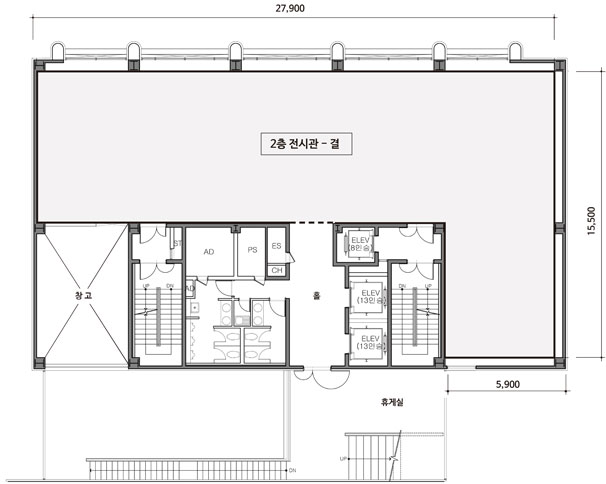 27,900
2층 전시관 - 결
15,500
ST
AD
PS
ES
CH
ELEV
(8인승)
창 고
UP
DN
AD
홀
ELEV
(13인승)
DN
UP
ELEV
(13인승)
5,900
휴게실
UP
DN